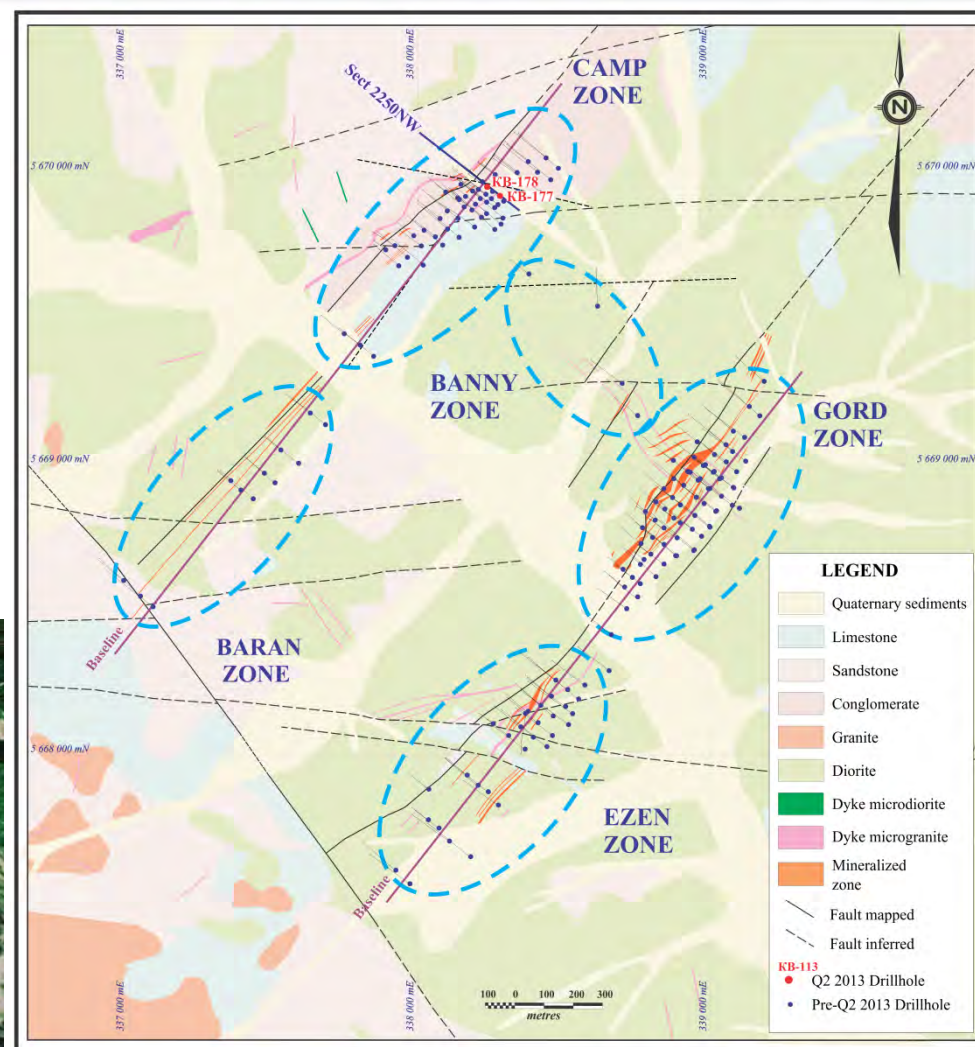 337 000 mE
338 000 mE
339 000 mE
CAMP
ZONE
Sect 2250NW
N
5 670 000 mN
5 670 000 mN
KB-178
KB-177
BANNY
ZONE
GORD
ZONE
5 669 000 mN
5 669 000 mN
Baseline
BARAN
ZONE
5 668 000 mN
EZEN
ZONE
Baseline
337 000 mE
338 000 mE
339 000 mE
100 0 100 200 300
metres
LEGEND
Quaternary sediments
Limestone
Sandstone
Conglomerate
Granite
Diorite
Dyke microdiorite
Dyke microgranite
Mineralized
zone
Fault mapped
Fault inferred
KB-113
Q2 2013 Drillhole
Pre-Q2 2013 Drillhole